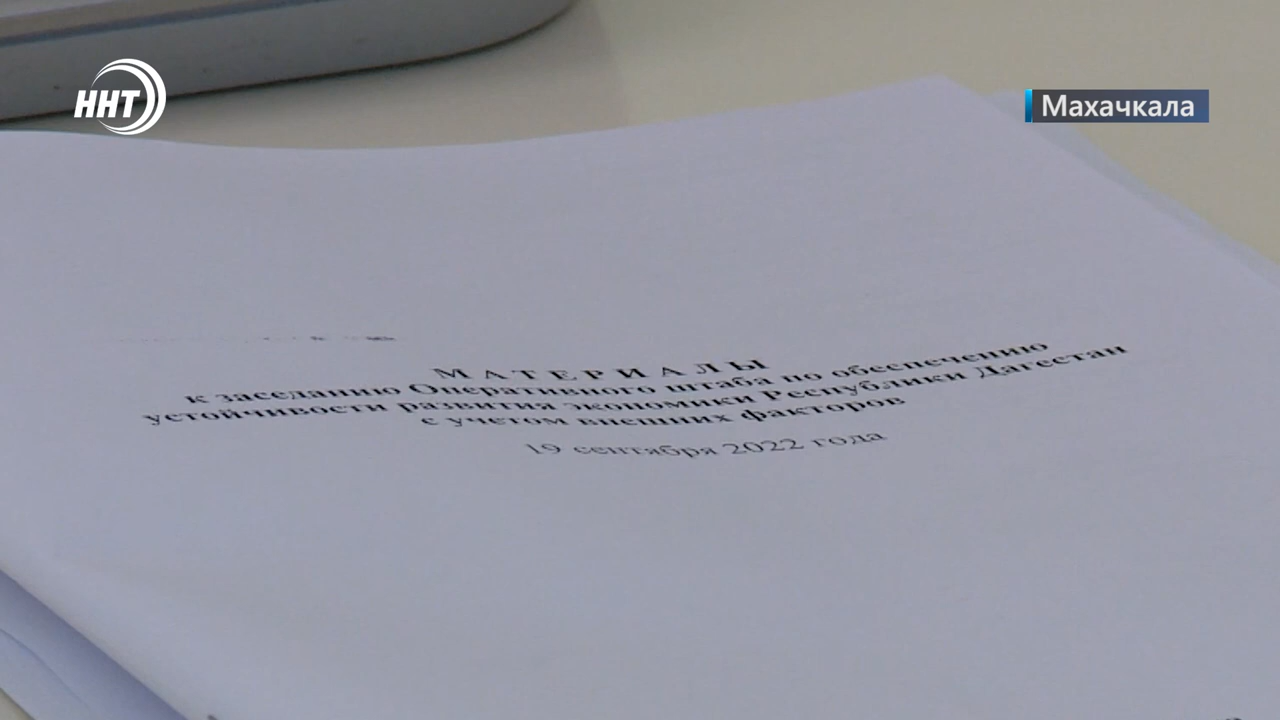 ННТ
Махачкала
МАТЕРИАЛЫ
к заседанию Оперативного штаба по обеспечению
устойчивости развития экономики Республики Дагестан
с учетом внешних факторов
19 сентября 2022 года